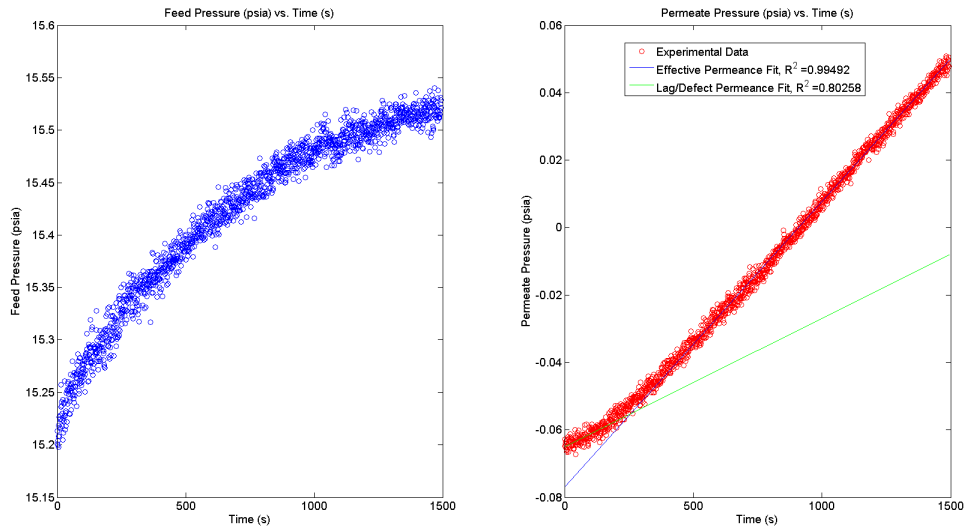 Feed Pressure (psia) vs. Time (s)
15.6
15.55
15.5
15.45
15.4
15.35
15.3
15.25
15.2
15.15
Feed Pressure (psia)
0
500
1000
1500
Time (s)
Permeate Pressure (psia) vs. Time (s)
0.06
0.04
0.02
0
-0.02
-0.04
-0.06
-0.08
Permeate Pressure (psia)
Experimental Data
Effective Permeance Fit, R² =0.99492
Lag/Defect Permeance Fit, R² =0.80258
0
500
1000
1500
Time (s)